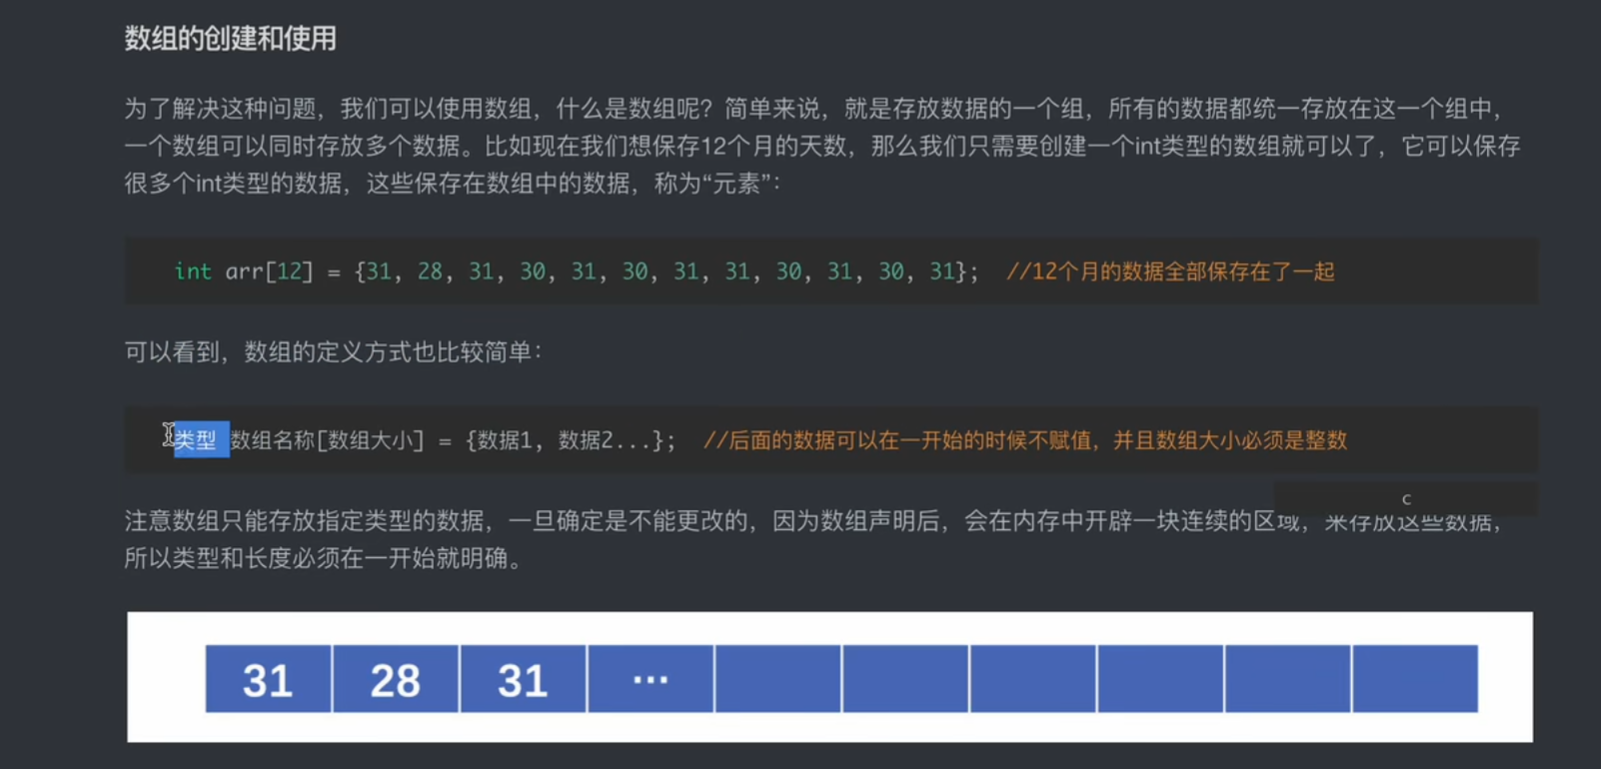 数组的创建和使用
为了解决这种问题，我们可以使用数组，什么是数组呢？简单来说，就是存放数据的一个组，所有的数据都统一存放在这一个组中，
一个数组可以同时存放多个数据。比如现在我们想保存12个月的天数，那么我们只需要创建一个int类型的数组就可以了，它可以保存
很多个int类型的数据，这些保存在数组中的数据，称为“元素”：
int arr[12] = {31, 28, 31, 30, 31, 30, 31, 31, 30, 31, 30, 31};  //12个月的数据全部保存在了一起
可以看到，数组的定义方式也比较简单：
类型 数组名称[数组大小] = {数据1, 数据2...};  //后面的数据可以在一开始的时候不赋值，并且数组大小必须是整数
c
注意数组只能存放指定类型的数据，一旦确定是不能更改的，因为数组声明后，会在内存中开辟一块连续的区域，来存放这些数据，
所以类型和长度必须在一开始就明确。
31 28 31 ···